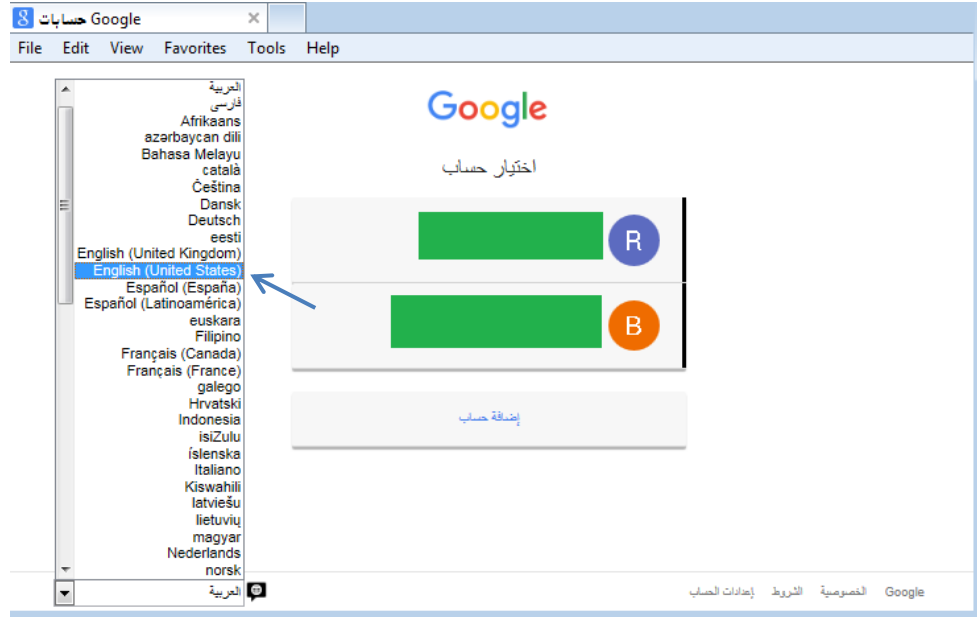 حسابات Google
File Edit View Favorites Tools Help
العربية
فارسی
Afrikaans
azərbaycan dili
Bahasa Melayu
català
Čeština
Dansk
Deutsch
eesti
English (United Kingdom)
English (United States)
Español (España)
Español (Latinoamérica)
euskara
Filipino
Français (Canada)
Français (France)
galego
Hrvatski
Indonesia
isiZulu
íslenska
Italiano
Kiswahili
latviešu
lietuvių
magyar
Nederlands
norsk
العربية
Google
اختيار حساب
R
B
إضافة حساب
Google الخصوصية الشروط إعدادات الحساب